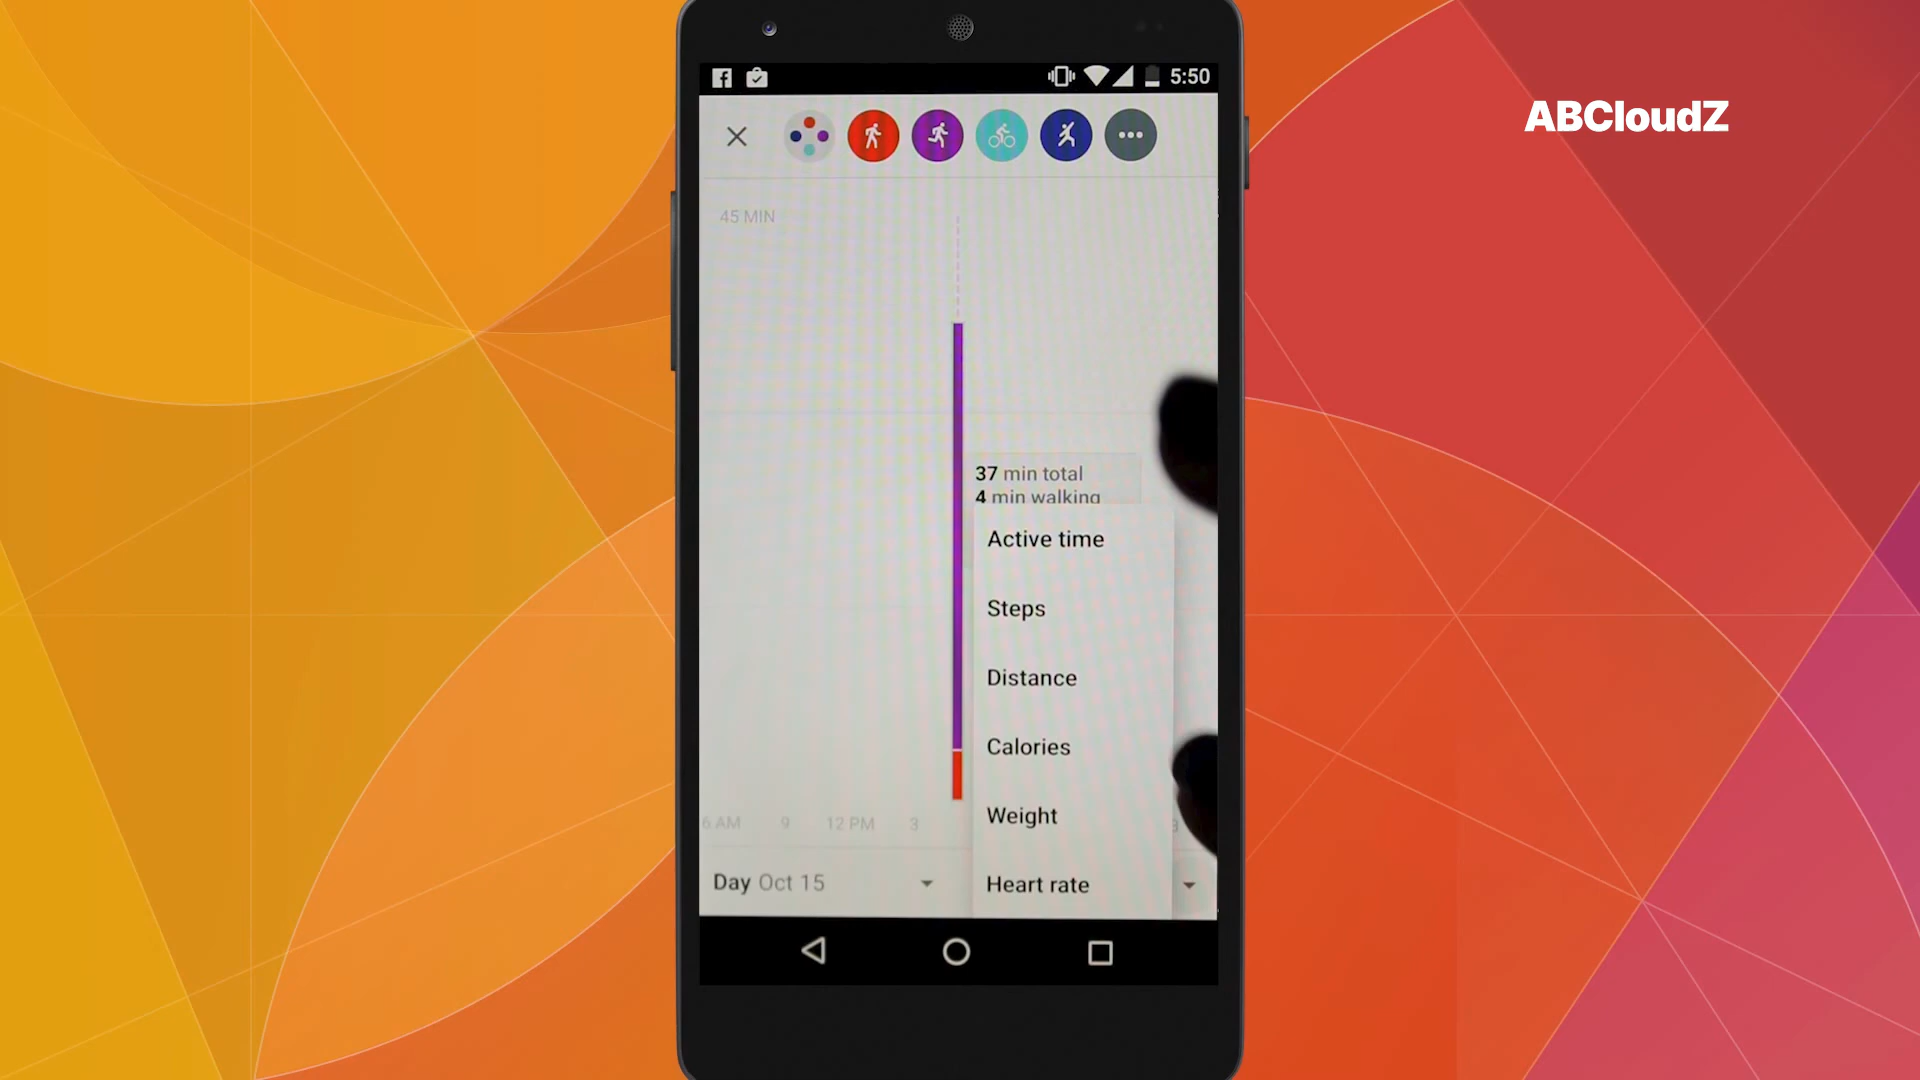 5:50
ABCloudZ
45 MIN
37 min total
4 min walking
Active time
Steps
Distance
Calories
Weight
Heart rate
6 AM 9 12 PM 3 3
Day Oct 15